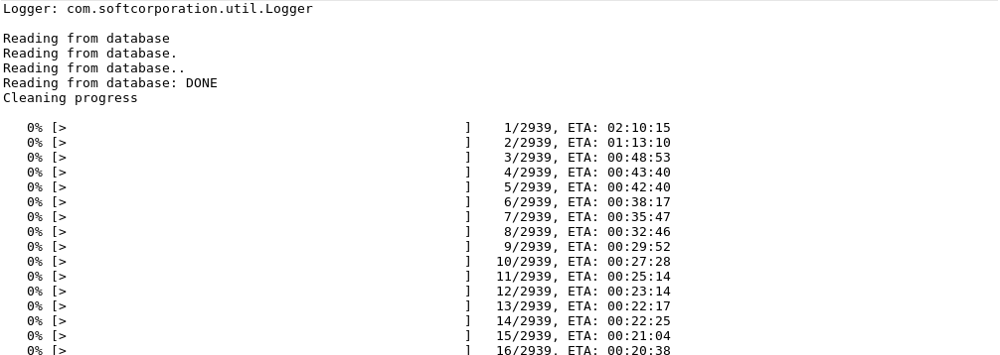 Logger: com.softcorporation.util.Logger

Reading from database
Reading from database.
Reading from database..
Reading from database: DONE
Cleaning progress

   0% [>                                                  ]    1/2939, ETA: 02:10:15
   0% [>                                                  ]    2/2939, ETA: 01:13:10
   0% [>                                                  ]    3/2939, ETA: 00:48:53
   0% [>                                                  ]    4/2939, ETA: 00:43:40
   0% [>                                                  ]    5/2939, ETA: 00:42:40
   0% [>                                                  ]    6/2939, ETA: 00:38:17
   0% [>                                                  ]    7/2939, ETA: 00:35:47
   0% [>                                                  ]    8/2939, ETA: 00:32:46
   0% [>                                                  ]    9/2939, ETA: 00:29:52
   0% [>                                                  ]   10/2939, ETA: 00:27:28
   0% [>                                                  ]   11/2939, ETA: 00:25:14
   0% [>                                                  ]   12/2939, ETA: 00:23:14
   0% [>                                                  ]   13/2939, ETA: 00:22:17
   0% [>                                                  ]   14/2939, ETA: 00:22:25
   0% [>                                                  ]   15/2939, ETA: 00:21:04
   0% [>                                                  ]   16/2939, ETA: 00:20:38